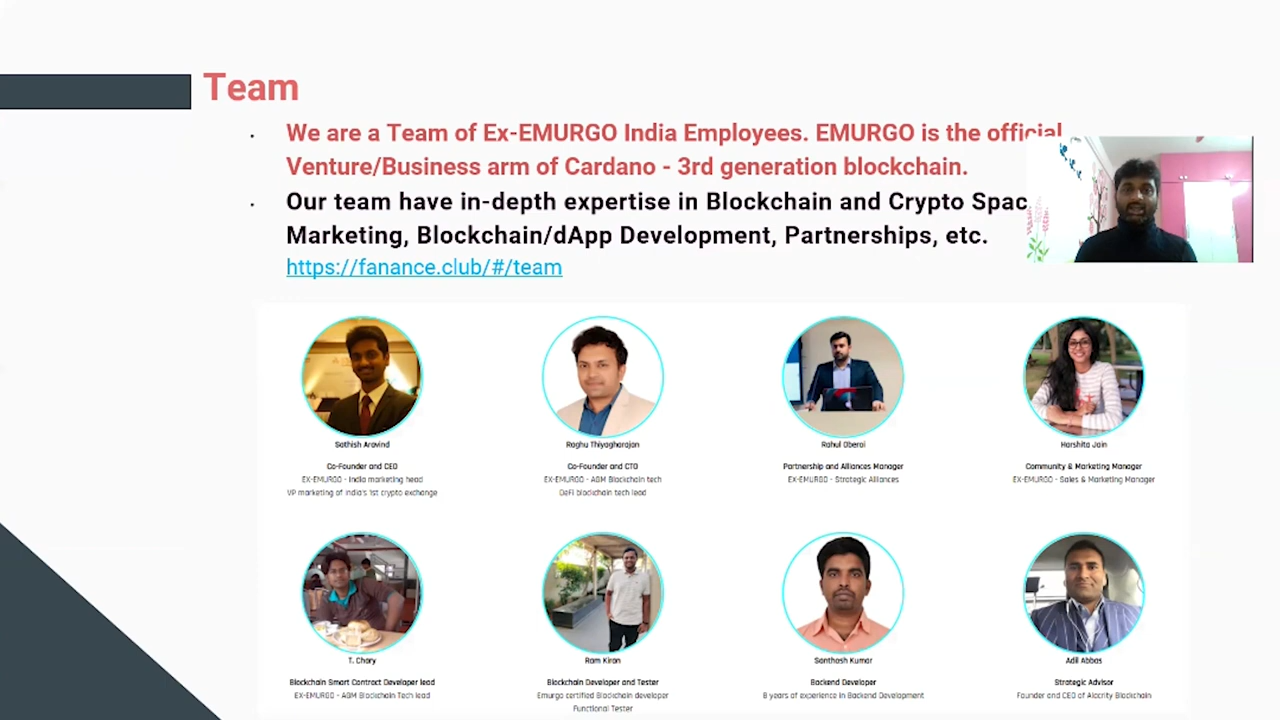 Team
We are a Team of Ex-EMURGO India Employees. EMURGO is the official
Venture/Business arm of Cardano - 3rd generation blockchain.
Our team have in-depth expertise in Blockchain and Crypto Spac
Marketing, Blockchain/dApp Development, Partnerships, etc.
https://fanance.club/#/team
Sathish Aravind
Co-Founder and CEO
EX-EMURGO - India marketing head
VP marketing of India's 1st crypto exchange
Raghu Thiyagharajan
Co-Founder and CTO
EX-EMURGO - AGM Blockchain tech
DeFi blockchain tech lead
Rahul Oberai
Partnership and Alliances Manager
EX-EMURGO - Strategic Alliances
Harshita Jain
Community & Marketing Manager
EX-EMURGO - Sales & Marketing Manager
T. Chary
Blockchain Smart Contract Developer lead
EX-EMURGO - AGM Blockchain Tech lead
Ram Kiran
Blockchain Developer and Tester
Emurgo certified Blockchain developer
Functional Tester
Santhosh Kumar
Backend Developer
8 years of experience in Backend Development
Adil Abbas
Strategic Advisor
Founder and CEO of Alacrity Blockchain